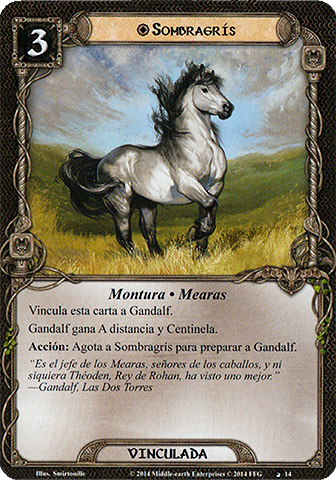 3
SOMBRAGRÍS
Montura • Mearas
Vincula esta carta a Gandalf.
Gandalf gana A distancia y Centinela.
Acción: Agota a Sombragrís para preparar a Gandalf.
“Es el jefe de los Mearas, señores de los caballos, y ni
siquiera Théoden, Rey de Rohan, ha visto uno mejor.”
—Gandalf, Las Dos Torres
VINCULADA
Illus. Smirtouille
© 2014 Middle-earth Enterprises © 2014 FFG
14